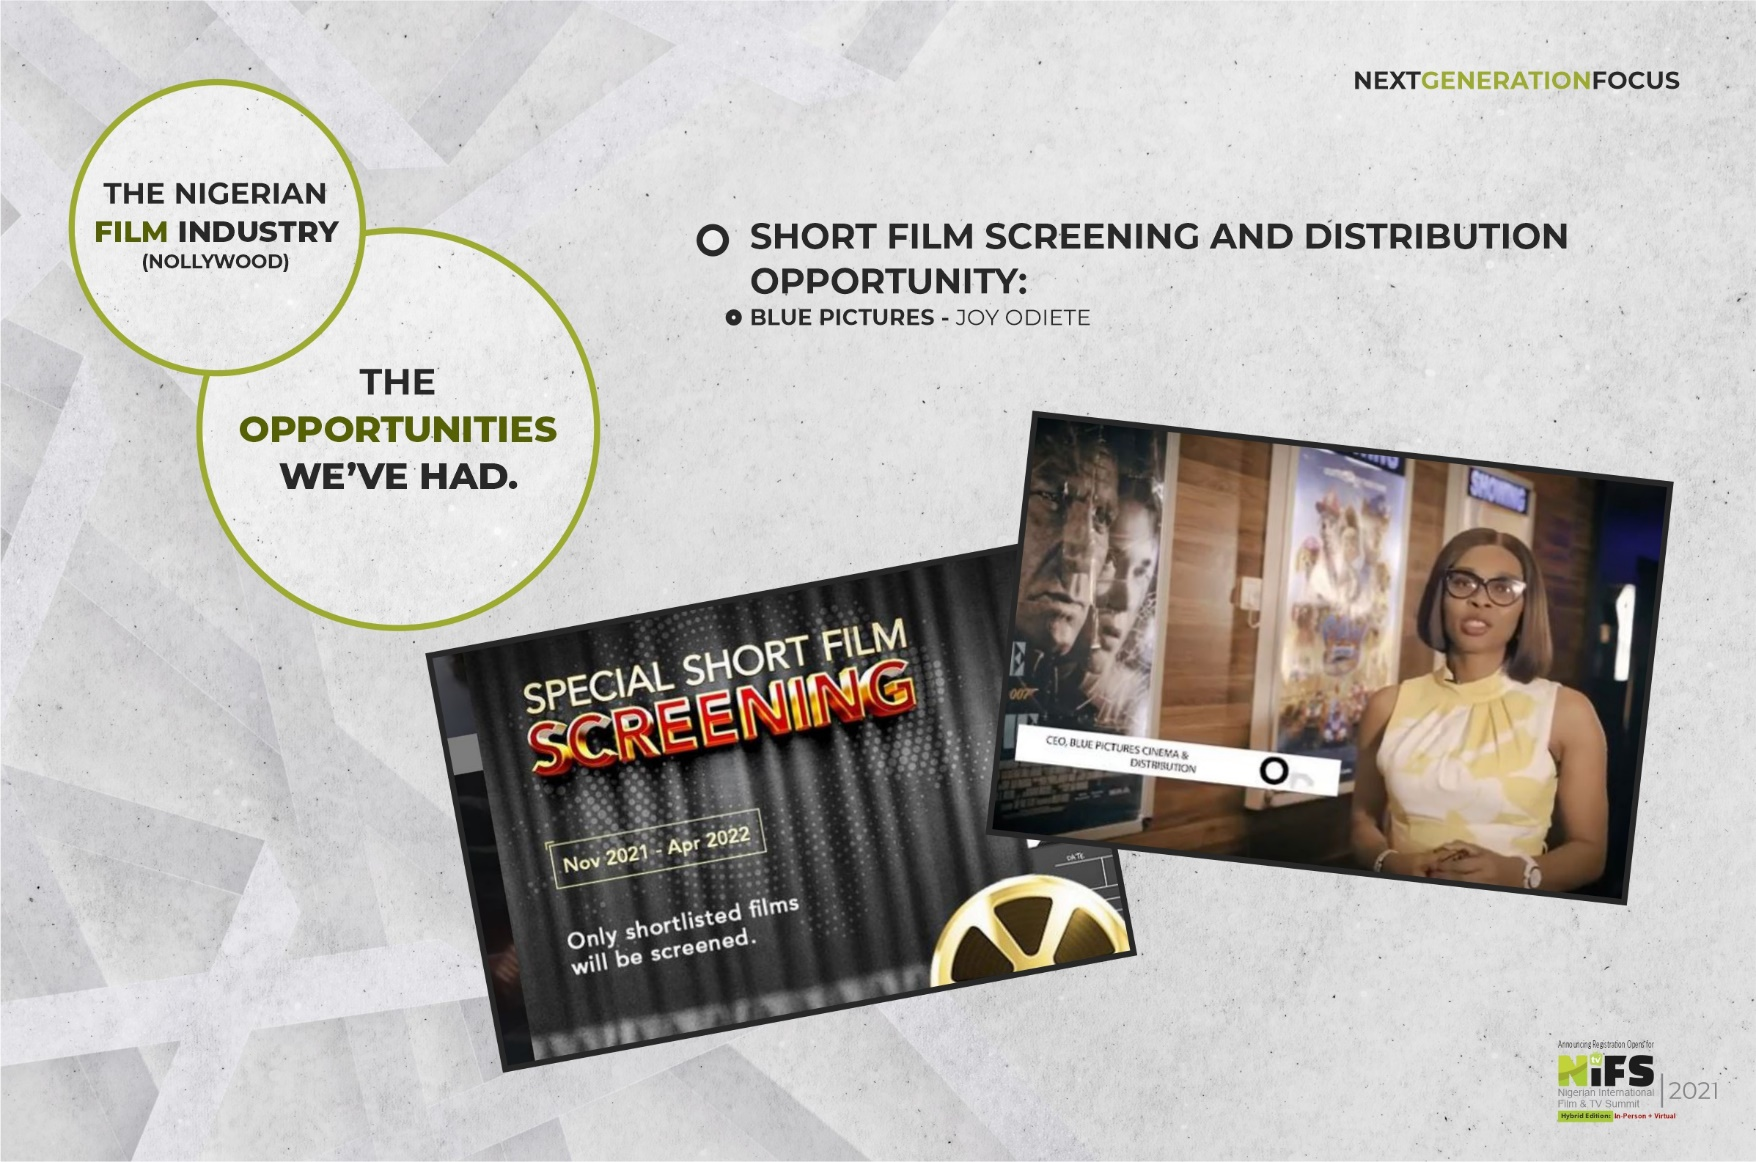 NEXTGENERATIONFOCUS
THE NIGERIAN
FILM INDUSTRY
(NOLLYWOOD)
THE
OPPORTUNITIES
WE'VE HAD.
SHORT FILM SCREENING AND DISTRIBUTION
OPPORTUNITY:
BLUE PICTURES - JOY ODIETE
SPECIAL SHORT FILM
SCREENING
Nov 2021 - Apr 2022
Only shortlisted films
will be screened.
DATE
SHOWING
007
CEO, BLUE PICTURES CINEMA &
DISTRIBUTION
Announcing Registration Opens for
NiFS
tv
Nigerian International
Film & TV Summit
2021
Hybrid Edition: In-Person + Virtual